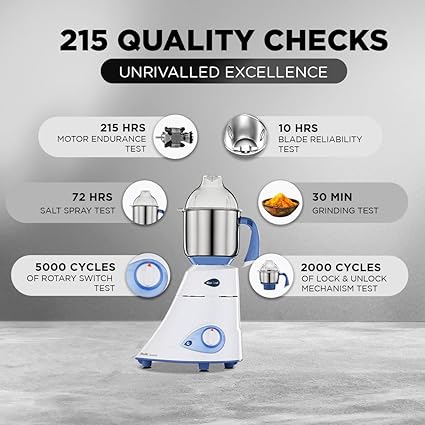 215 QUALITY CHECKS
UNRIVALLED EXCELLENCE
215 HRS
MOTOR ENDURANCE
TEST
10 HRS
BLADE RELIABILITY
TEST
72 HRS
SALT SPRAY TEST
30 MIN
GRINDING TEST
5000 CYCLES
OF ROTARY SWITCH
TEST
2000 CYCLES
OF LOCK & UNLOCK
MECHANISM TEST